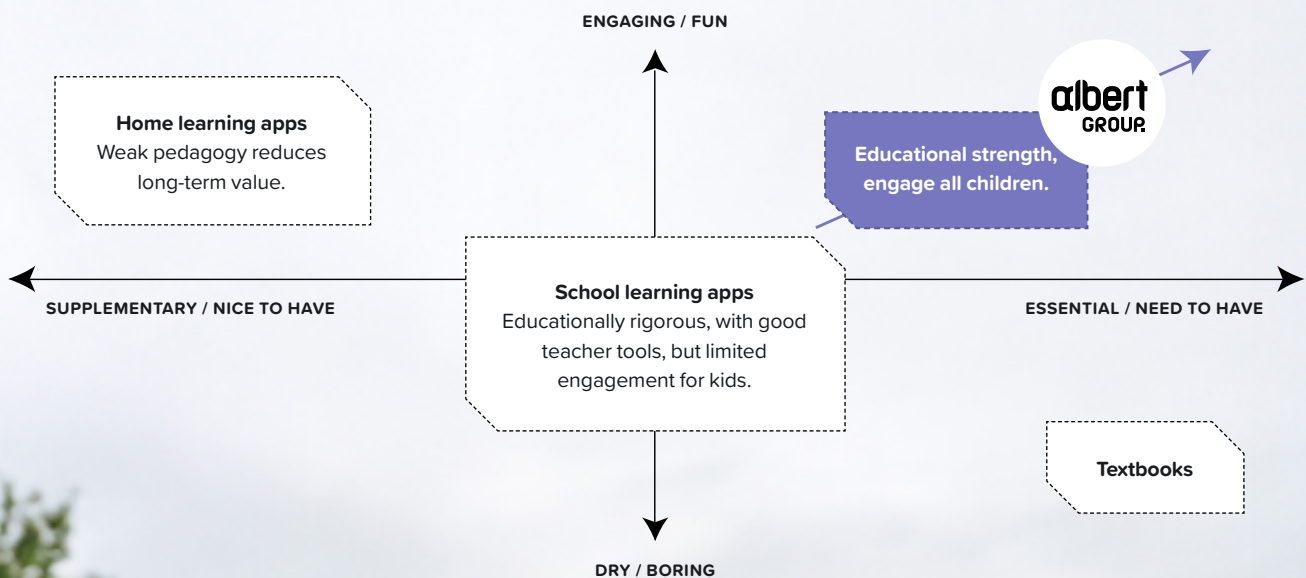 ENGAGING / FUN
Home learning apps
Weak pedagogy reduces
long-term value.
albert
GROUP.
Educational strength,
engage all children.
SUPPLEMENTARY / NICE TO HAVE
School learning apps
Educationally rigorous, with good
teacher tools, but limited
engagement for kids.
ESSENTIAL / NEED TO HAVE
Textbooks
DRY / BORING